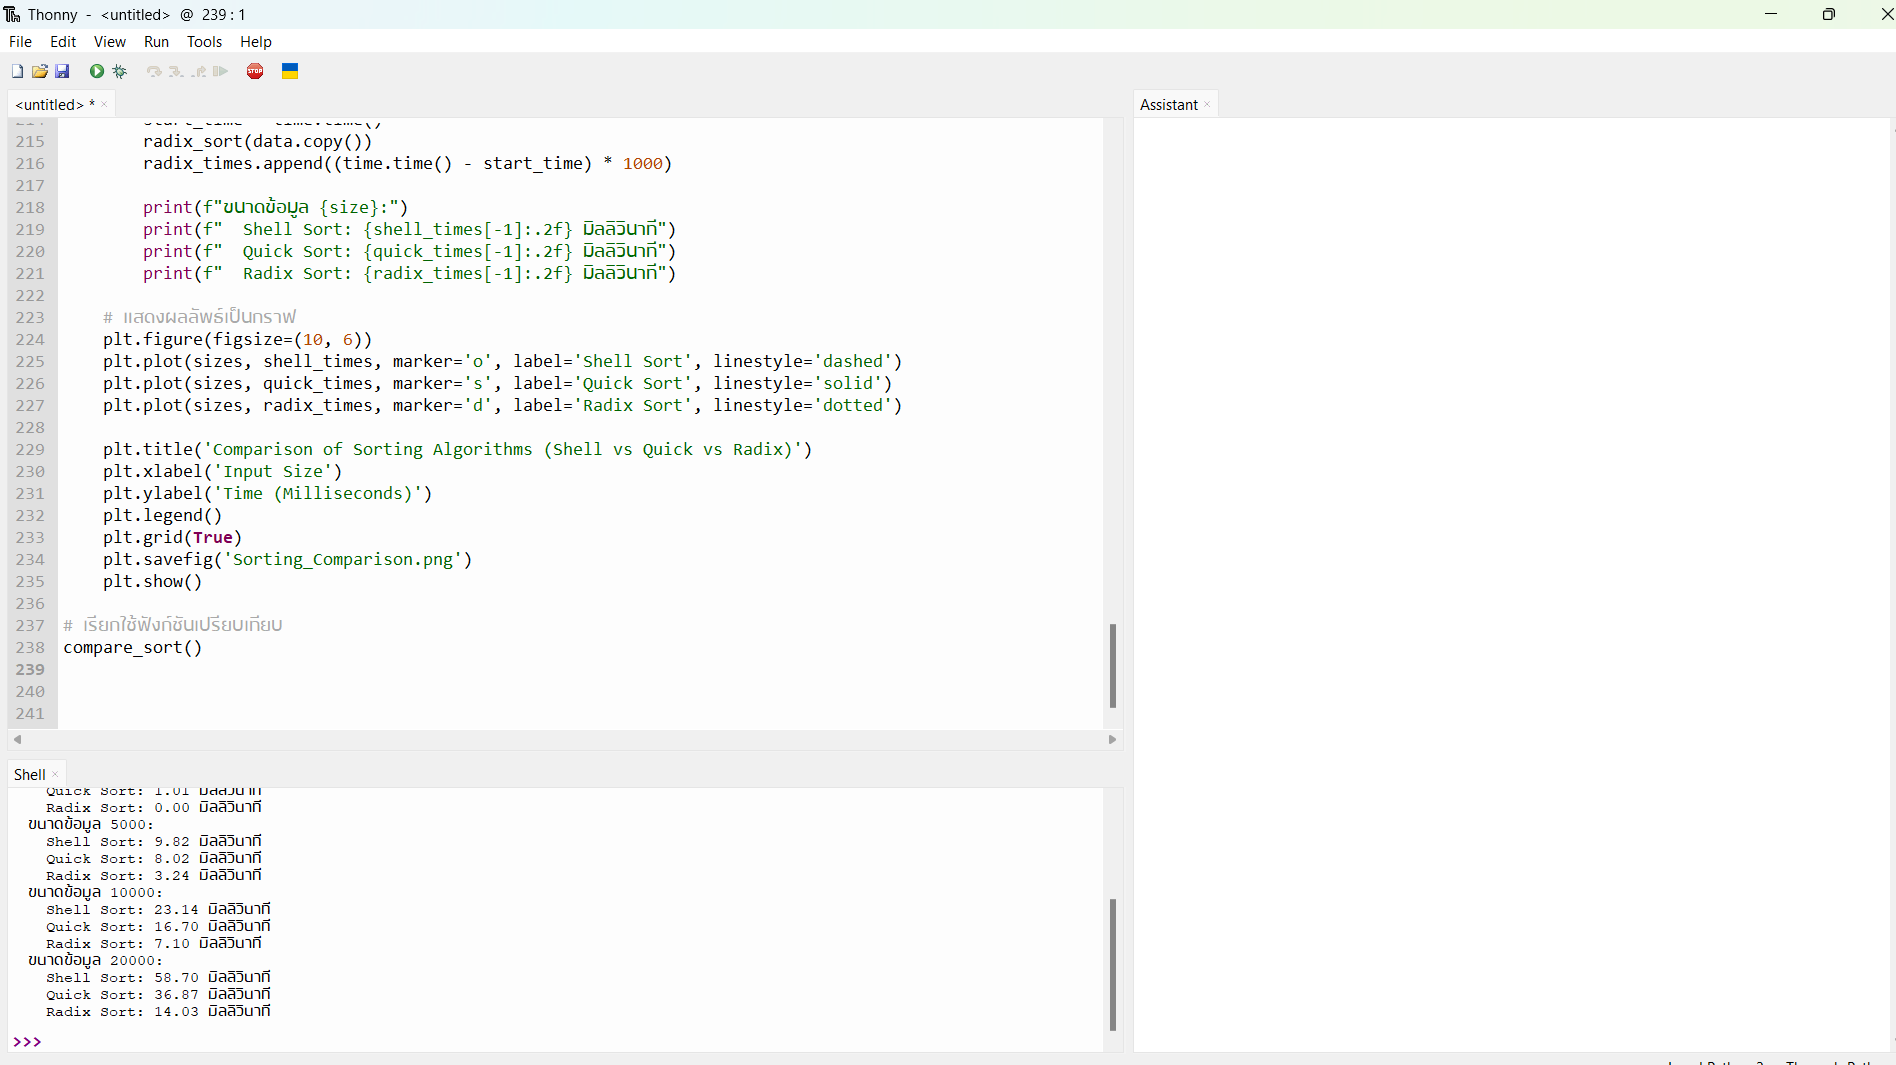 Thonny - <untitled> @ 239 : 1
File Edit View Run Tools Help
<untitled> * ×
215 radix_sort(data.copy())
216 radix_times.append((time.time() - start_time) * 1000)
217
218 print(f"ขนาดข้อมูล {size}:")
219 print(f"  Shell Sort: {shell_times[-1]:.2f} มิลลิวินาที")
220 print(f"  Quick Sort: {quick_times[-1]:.2f} มิลลิวินาที")
221 print(f"  Radix Sort: {radix_times[-1]:.2f} มิลลิวินาที")
222
223 # แสดงผลลัพธ์เป็นกราฟ
224 plt.figure(figsize=(10, 6))
225 plt.plot(sizes, shell_times, marker='o', label='Shell Sort', linestyle='dashed')
226 plt.plot(sizes, quick_times, marker='s', label='Quick Sort', linestyle='solid')
227 plt.plot(sizes, radix_times, marker='d', label='Radix Sort', linestyle='dotted')
228
229 plt.title('Comparison of Sorting Algorithms (Shell vs Quick vs Radix)')
230 plt.xlabel('Input Size')
231 plt.ylabel('Time (Milliseconds)')
232 plt.legend()
233 plt.grid(True)
234 plt.savefig('Sorting_Comparison.png')
235 plt.show()
236
237 # เรียกใช้ฟังก์ชันเปรียบเทียบ
238 compare_sort()
239
240
241
Shell ×
Quick Sort: 1.01 มิลลิวินาที
Radix Sort: 0.00 มิลลิวินาที
ขนาดข้อมูล 5000:
Shell Sort: 9.82 มิลลิวินาที
Quick Sort: 8.02 มิลลิวินาที
Radix Sort: 3.24 มิลลิวินาที
ขนาดข้อมูล 10000:
Shell Sort: 23.14 มิลลิวินาที
Quick Sort: 16.70 มิลลิวินาที
Radix Sort: 7.10 มิลลิวินาที
ขนาดข้อมูล 20000:
Shell Sort: 58.70 มิลลิวินาที
Quick Sort: 36.87 มิลลิวินาที
Radix Sort: 14.03 มิลลิวินาที
>>>
Assistant ×